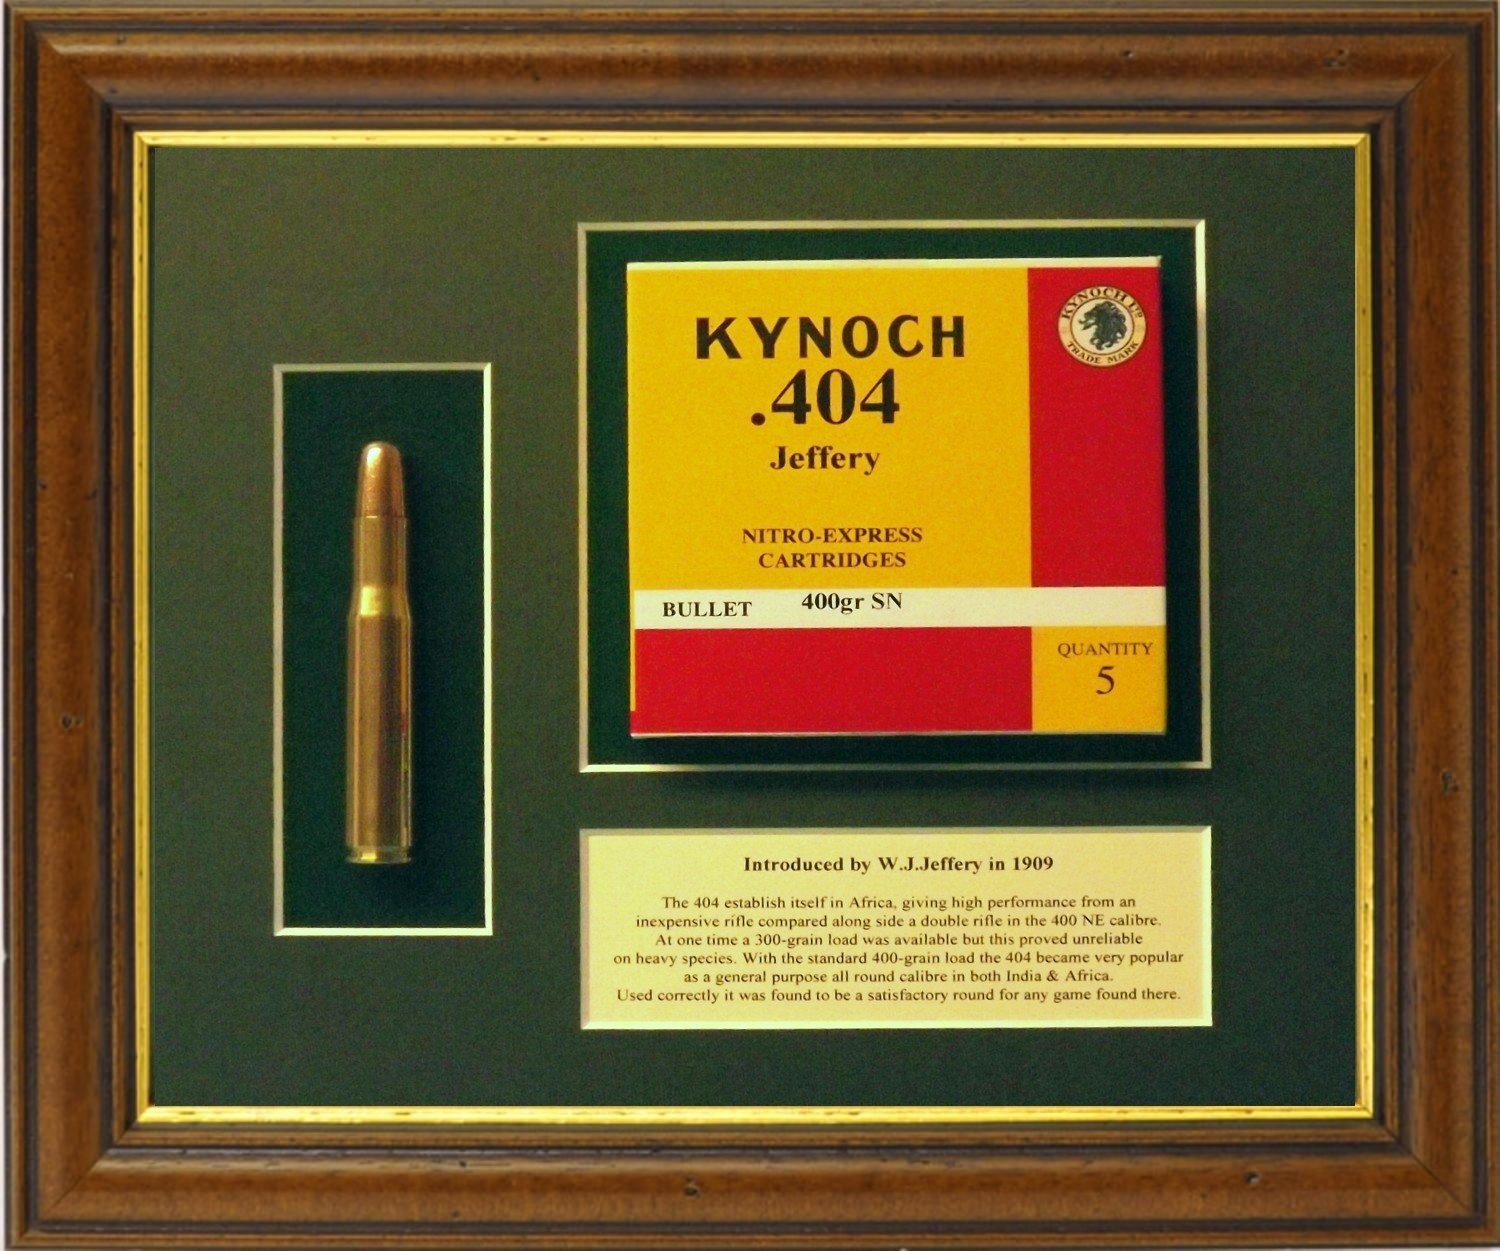 KYNOCH
.404
Jeffery
NITRO-EXPRESS
CARTRIDGES
KYNOCH LTD
TRADE MARK
BULLET 400gr SN
QUANTITY
5
Introduced by W.J.Jeffery in 1909
The 404 establish itself in Africa, giving high performance from an
inexpensive rifle compared along side a double rifle in the 400 NE calibre.
At one time a 300-grain load was available but this proved unreliable
on heavy species. With the standard 400-grain load the 404 became very popular
as a general purpose all round calibre in both India & Africa.
Used correctly it was found to be a satisfactory round for any game found there.